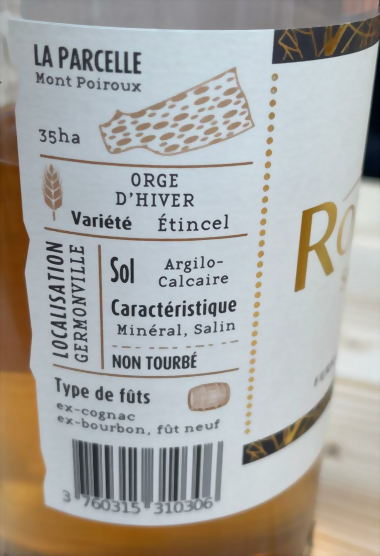 LA PARCELLE
Mont Poiroux
35ha
ORGE
D'HIVER
Variété Étincel
LOCALISATION
GERMONVILLE
Sol Argilo-
Calcaire
Caractéristique
Minéral, Salin
NON TOURBÉ
Type de fûts
ex-cognac
ex-bourbon, fût neuf
3 760315 310306